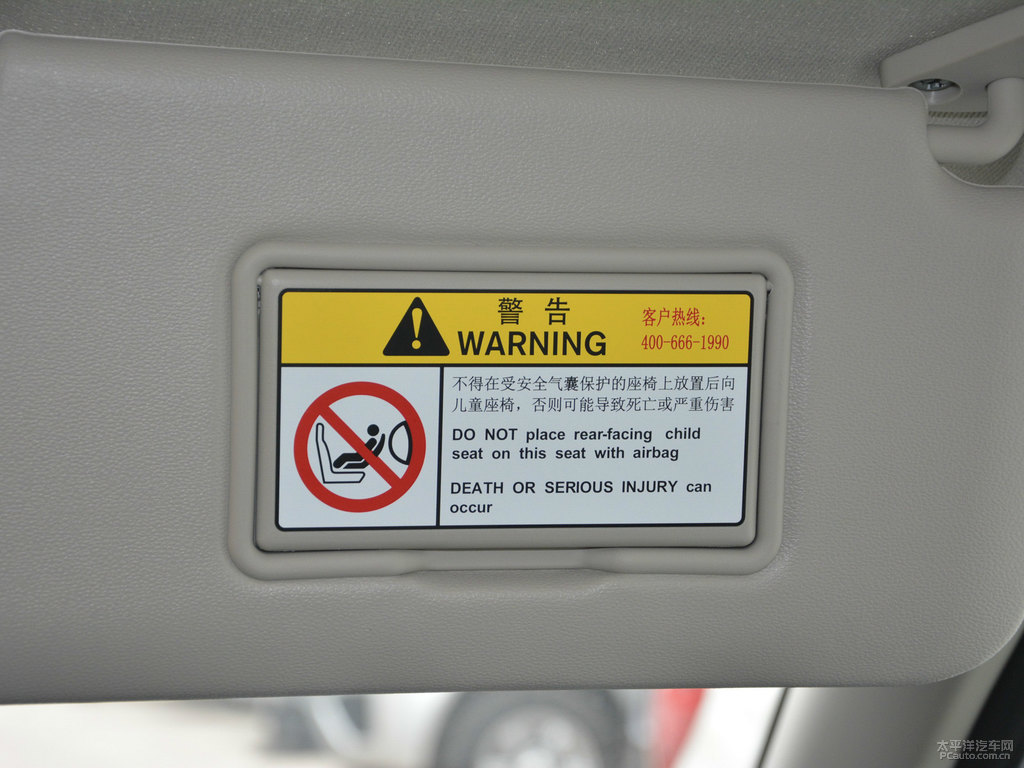 警 告
WARNING
客户热线：
400-666-1990
不得在受安全气囊保护的座椅上放置后向
儿童座椅，否则可能导致死亡或严重伤害
DO NOT place rear-facing child
seat on this seat with airbag
DEATH OR SERIOUS INJURY can
occur
太平洋汽车网
PCauto.com.cn